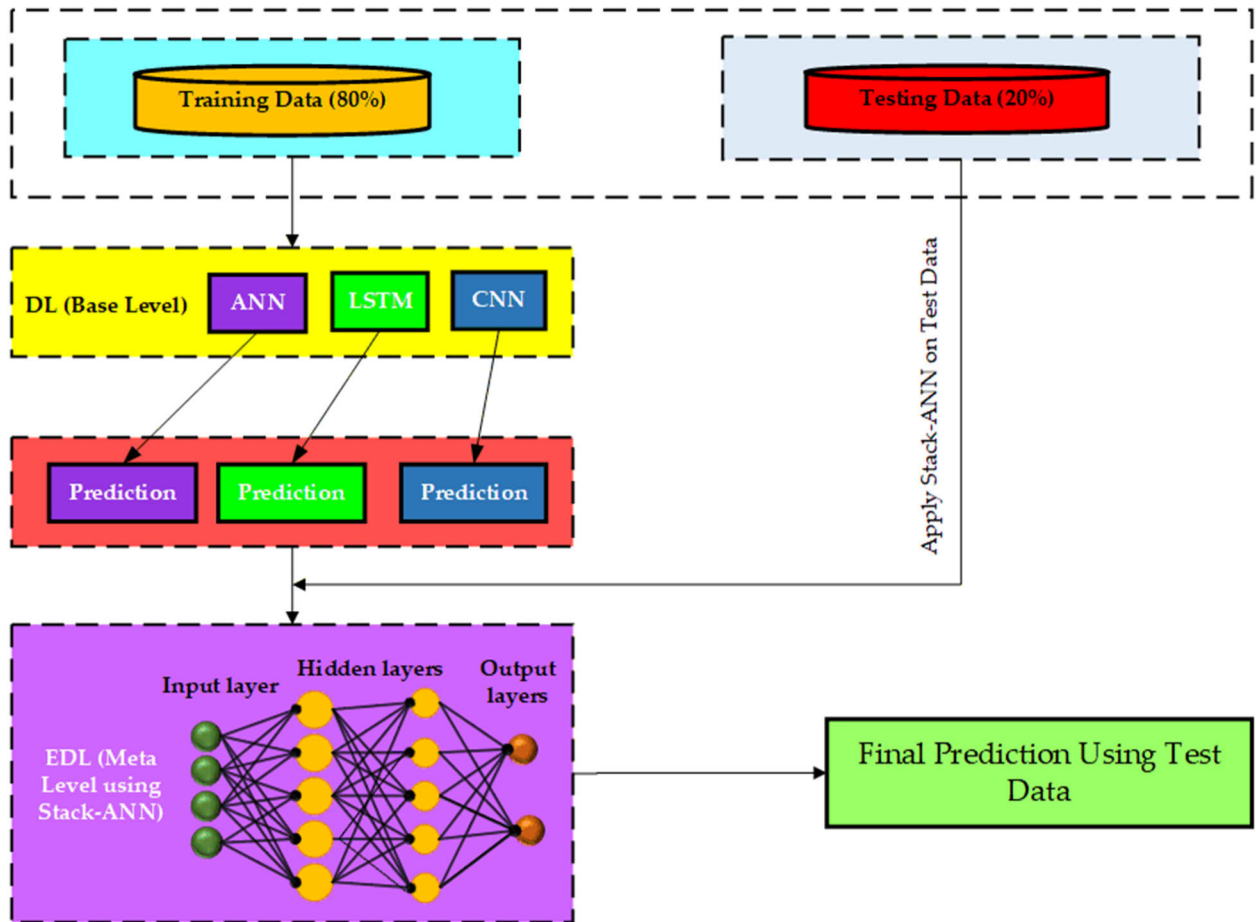 Training Data (80%)
Testing Data (20%)
DL (Base Level)
ANN
LSTM
CNN
Apply Stack-ANN on Test Data
Prediction
Prediction
Prediction
Input layer
Hidden layers
Output
layers
EDL (Meta
Level using
Stack-ANN)
Final Prediction Using Test
Data